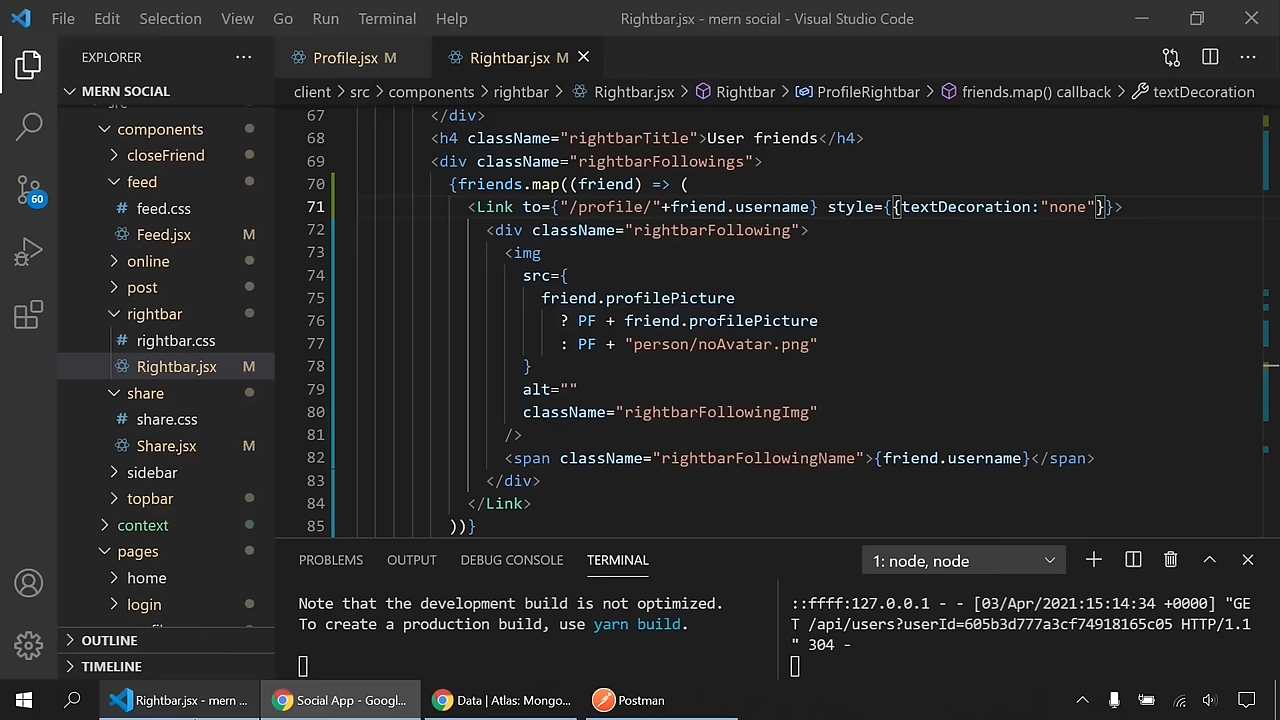 File Edit Selection View Go Run Terminal Help Rightbar.jsx - mern social - Visual Studio Code
EXPLORER
Profile.jsx M Rightbar.jsx M
MERN SOCIAL
client > src > components > rightbar > Rightbar.jsx > Rightbar > ProfileRightbar > friends.map() callback > textDecoration
components
closeFriend
feed
# feed.css
Feed.jsx M
online
post
rightbar
# rightbar.css
Rightbar.jsx M
share
# share.css
Share.jsx M
sidebar
topbar
context
pages
home
login
OUTLINE
TIMELINE
60
67 </div>
68 <h4 className="rightbarTitle">User friends</h4>
69 <div className="rightbarFollowings">
70 {friends.map((friend) => (
71 <Link to={"/profile/"+friend.username} style={{textDecoration:"none"}}>
72 <div className="rightbarFollowing">
73 <img
74 src={
75 friend.profilePicture
76 ? PF + friend.profilePicture
77 : PF + "person/noAvatar.png"
78 }
79 alt=""
80 className="rightbarFollowingImg"
81 />
82 <span className="rightbarFollowingName">{friend.username}</span>
83 </div>
84 </Link>
85 ))}
PROBLEMS OUTPUT DEBUG CONSOLE TERMINAL 1: node, node
Note that the development build is not optimized.
To create a production build, use yarn build.
::ffff:127.0.0.1 - - [03/Apr/2021:15:14:34 +0000] "GE
T /api/users?userId=605b3d777a3cf74918165c05 HTTP/1.1
" 304 -
Rightbar.jsx - mern ... Social App - Googl... Data | Atlas: Mongo... Postman